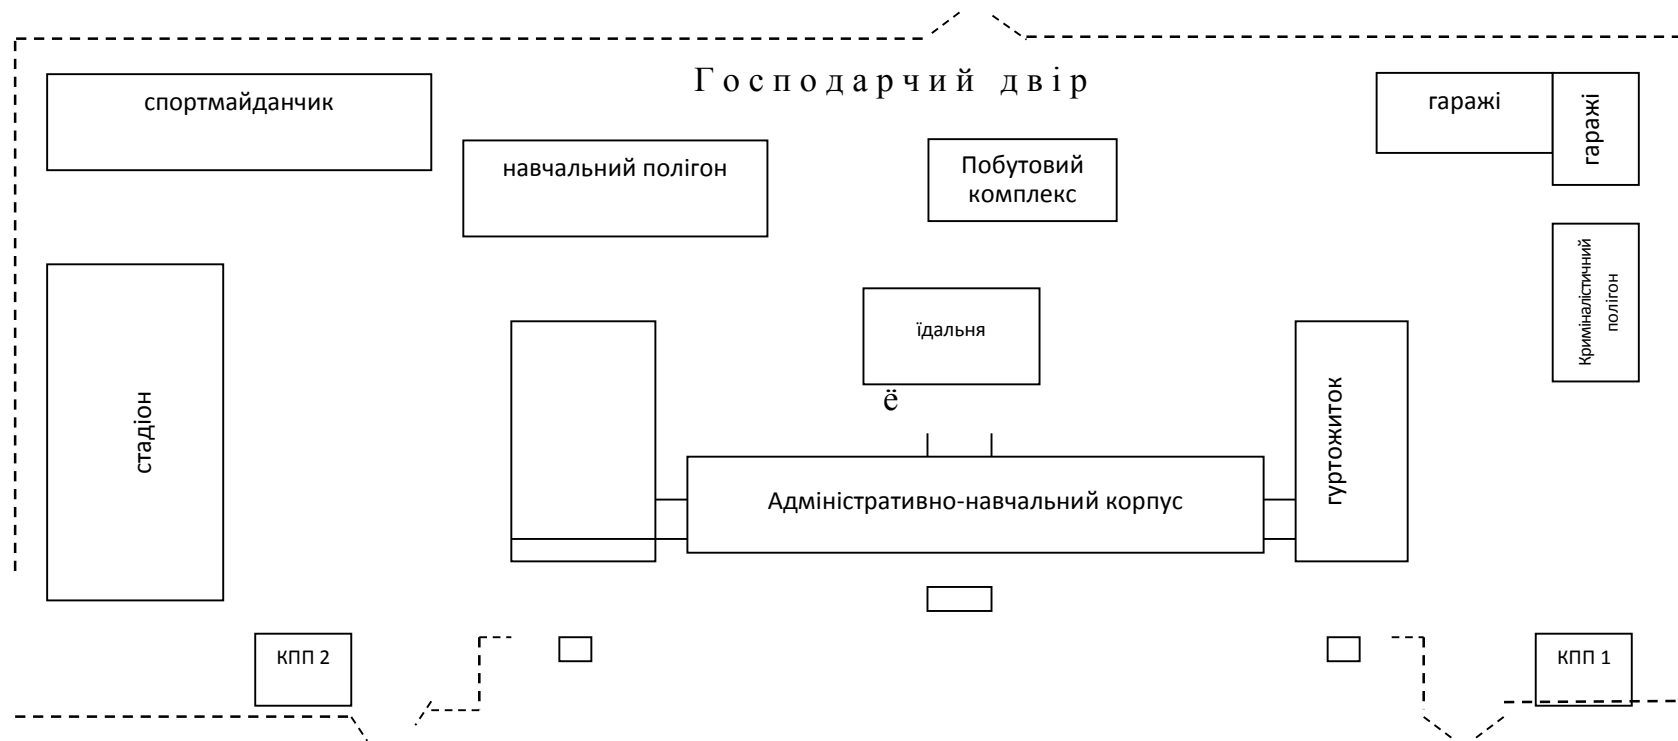 Господарчий двір
спортмайданчик
гаражі
гаражі
навчальний полігон
Побутовий
комплекс
Криміналістичний
полігон
їдальня
ё
стадіон
гуртожиток
Адміністративно-навчальний корпус
КПП 2
КПП 1